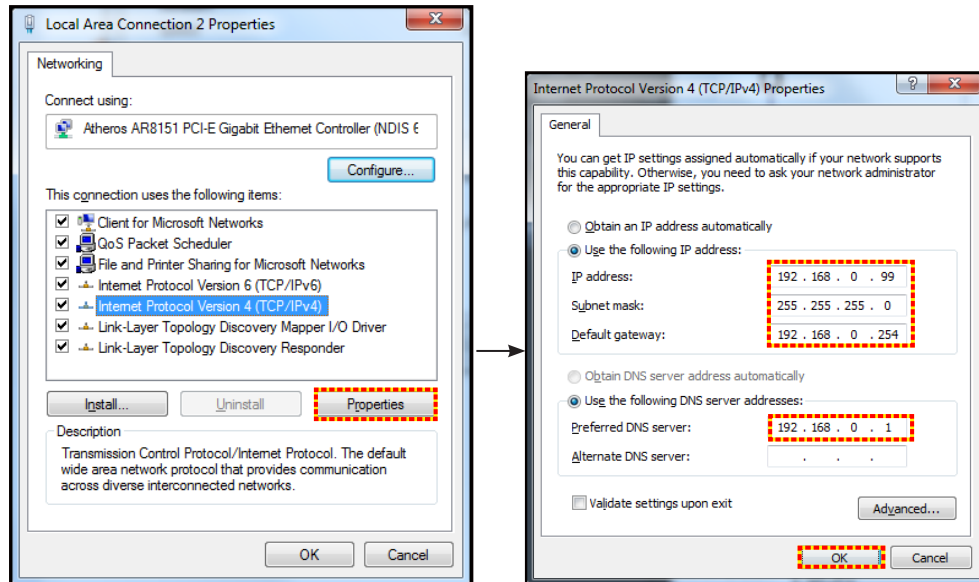 Local Area Connection 2 Properties
Networking
Connect using:
Atheros AR8151 PCI-E Gigabit Ethernet Controller (NDIS 6
Configure...
This connection uses the following items:
Client for Microsoft Networks
QoS Packet Scheduler
File and Printer Sharing for Microsoft Networks
Internet Protocol Version 6 (TCP/IPv6)
Internet Protocol Version 4 (TCP/IPv4)
Link-Layer Topology Discovery Mapper I/O Driver
Link-Layer Topology Discovery Responder
Install...
Uninstall
Properties
Description
Transmission Control Protocol/Internet Protocol. The default
wide area network protocol that provides communication
across diverse interconnected networks.
OK
Cancel
Internet Protocol Version 4 (TCP/IPv4) Properties
General
You can get IP settings assigned automatically if your network supports
this capability. Otherwise, you need to ask your network administrator
for the appropriate IP settings.
Obtain an IP address automatically
Use the following IP address:
IP address: 192 . 168 . 0 . 99
Subnet mask: 255 . 255 . 255 . 0
Default gateway: 192 . 168 . 0 . 254
Obtain DNS server address automatically
Use the following DNS server addresses:
Preferred DNS server: 192 . 168 . 0 . 1
Alternate DNS server: . . .
Validate settings upon exit
Advanced...
OK
Cancel